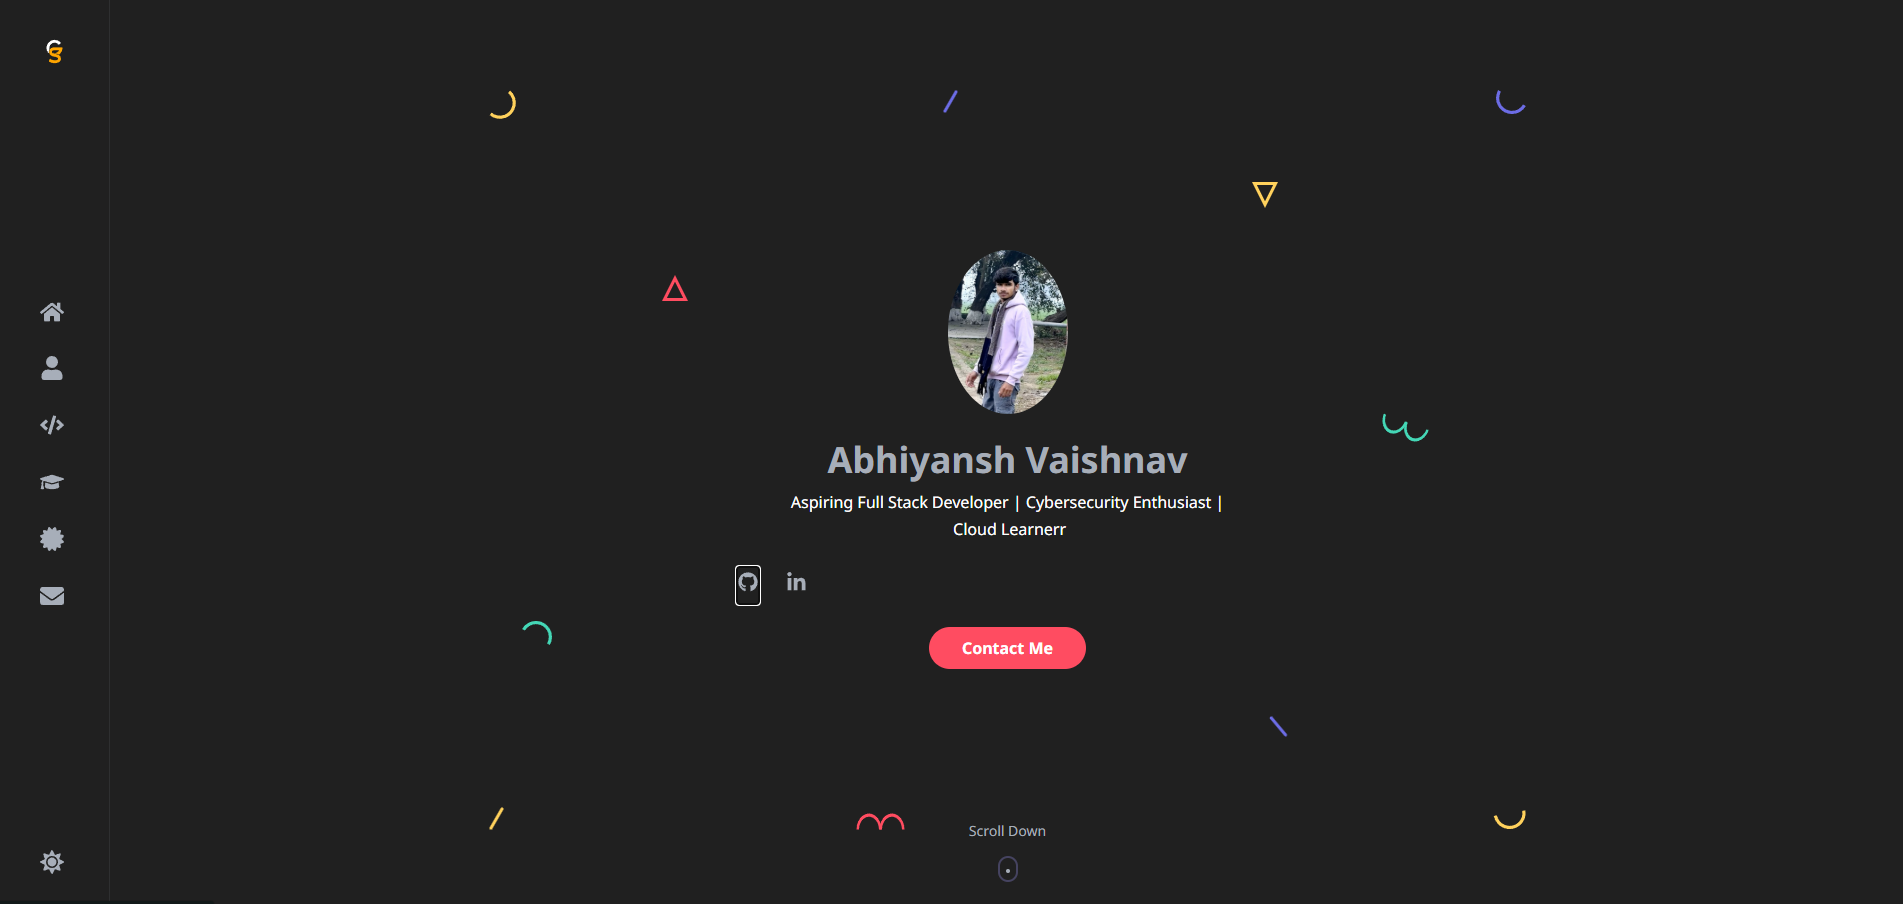 Abhiyansh Vaishnav
Aspiring Full Stack Developer | Cybersecurity Enthusiast |
Cloud Learnerr
in
Contact Me
Scroll Down